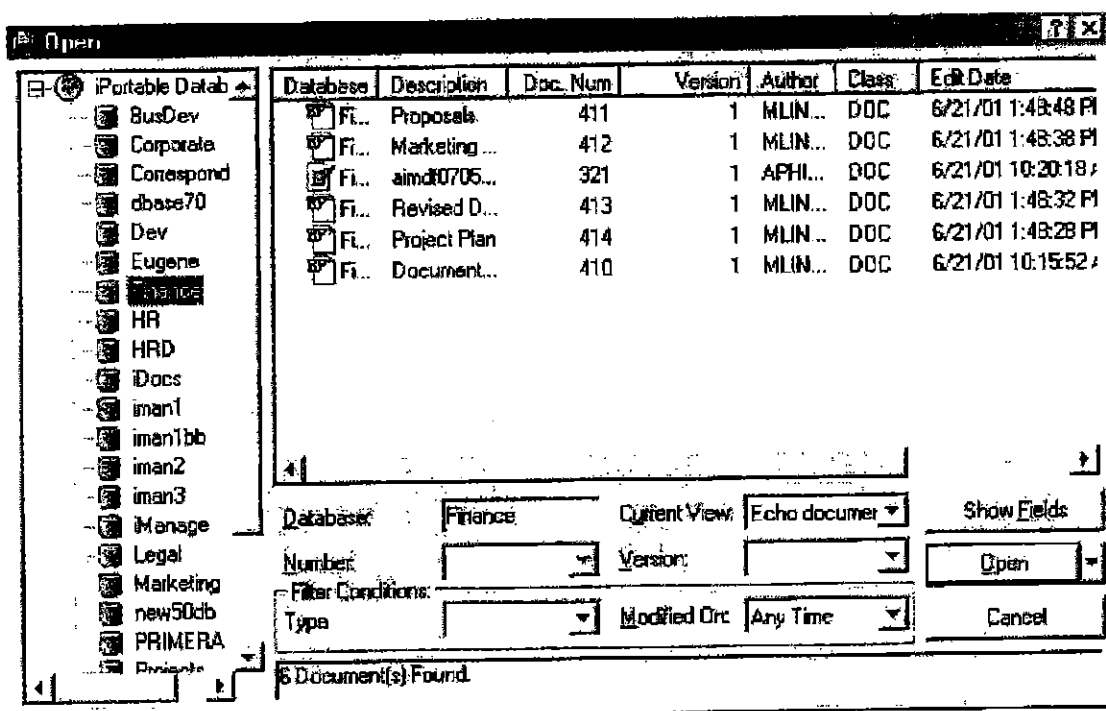 Open
iPortable Datab
BusDev
Corporate
Correspond
dbase70
Dev
Eugene
Finance
HR
HRD
iDocs
iman1
iman1bb
iman2
iman3
iManage
Legal
Marketing
new50db
PRIMERA
Projects
Database Description Doc. Num Version Author Class Edit Date
Fi... Proposals 411 1 MLIN... DOC 6/21/01 1:48:48 PM
Fi... Marketing ... 412 1 MLIN... DOC 6/21/01 1:48:38 PM
Fi... aimdf0705... 321 1 APHI... DOC 6/21/01 10:20:18 A
Fi... Revised D... 413 1 MLIN... DOC 6/21/01 1:48:32 PM
Fi... Project Plan 414 1 MLIN... DOC 6/21/01 1:48:28 PM
Fi... Document... 410 1 MLIN... DOC 6/21/01 10:15:52 A
Database: Finance Current View: Echo documer Show Fields
Number: Version: Open
Filter Conditions:
Type Modified On: Any Time Cancel
6 Document(s) Found.